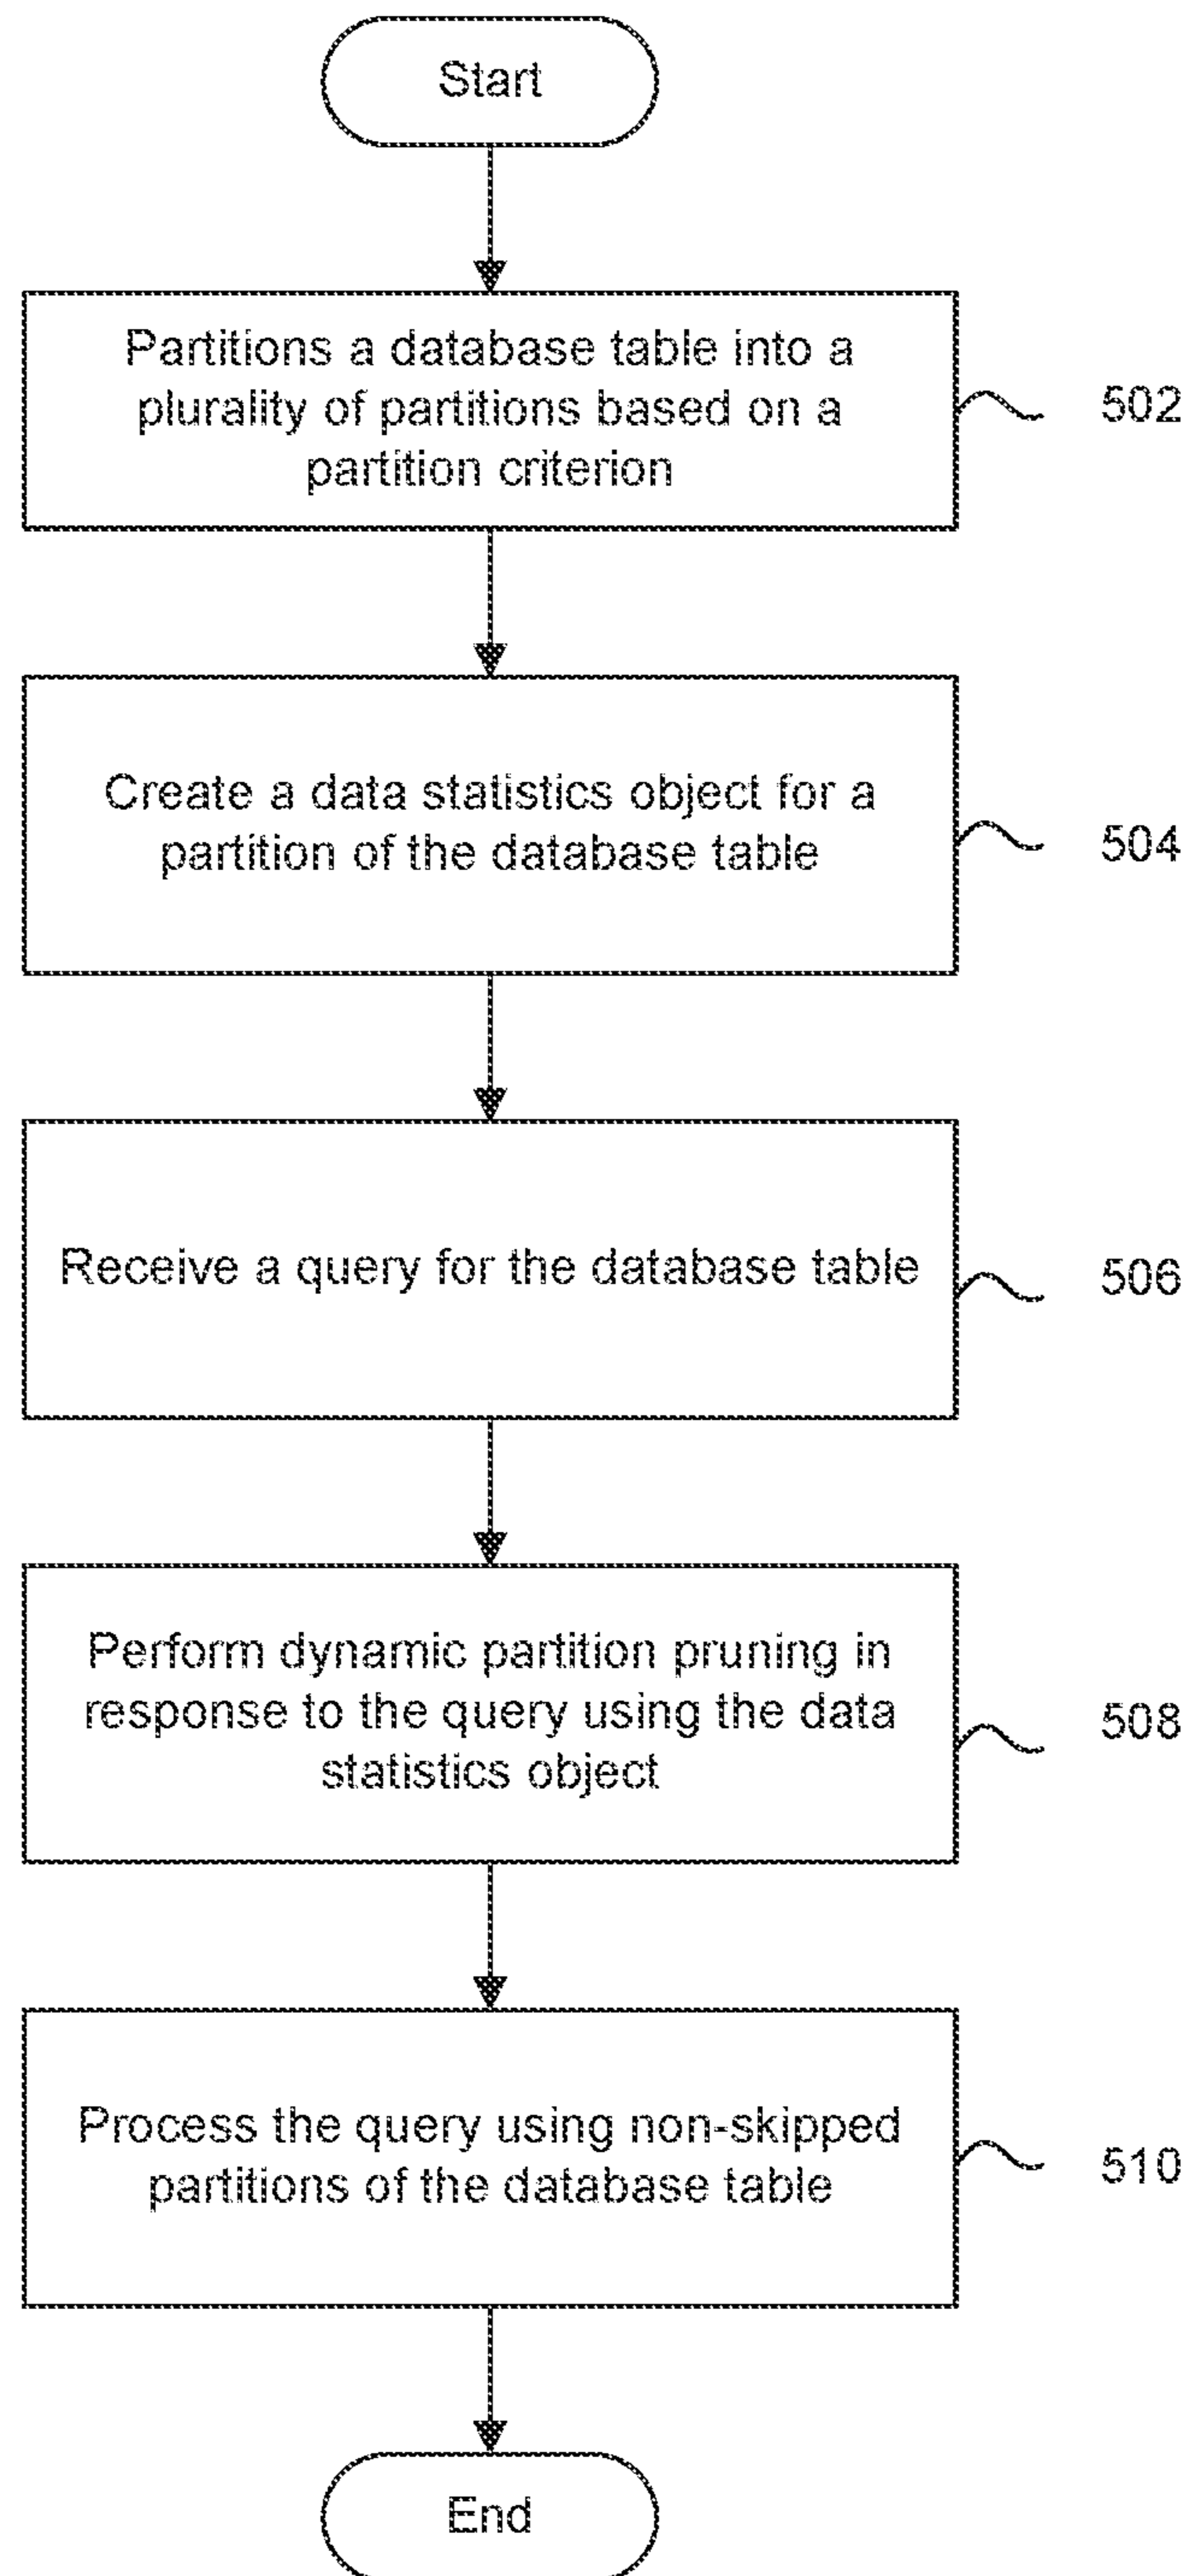 Start
Partitions a database table into a
plurality of partitions based on a
partition criterion
502
Create a data statistics object for a
partition of the database table
504
Receive a query for the database table
506
Perform dynamic partition pruning in
response to the query using the data
statistics object
508
Process the query using non-skipped
partitions of the database table
510
End